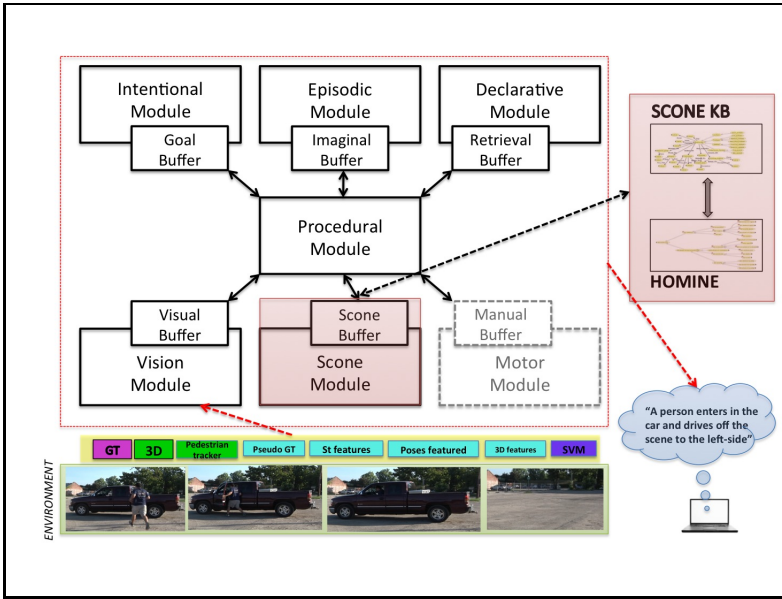 Intentional
Module
Goal
Buffer
Episodic
Module
Imaginal
Buffer
Declarative
Module
Retrieval
Buffer
Procedural
Module
Visual
Buffer
Vision
Module
Scone
Buffer
Scone
Module
Manual
Buffer
Motor
Module
SCONE KB
HOMINE
“A person enters in the
car and drives off the
scene to the left-side”
GT
3D
Pedestrian
tracker
Pseudo GT
St features
Poses featured
3D features
SVM
ENVIRONMENT